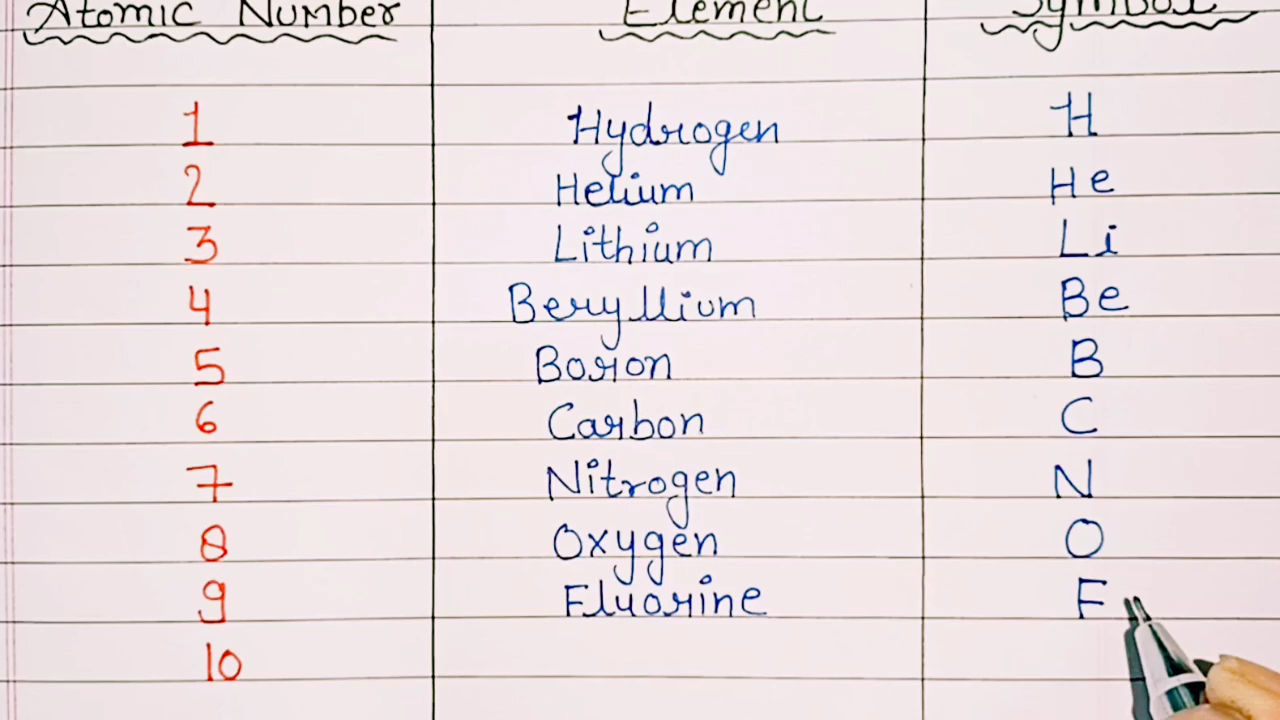 Atomic Number Element Symbol
1 Hydrogen H
2 Helium He
3 Lithium Li
4 Beryllium Be
5 Boron B
6 Carbon C
7 Nitrogen N
8 Oxygen O
9 Fluorine F
10